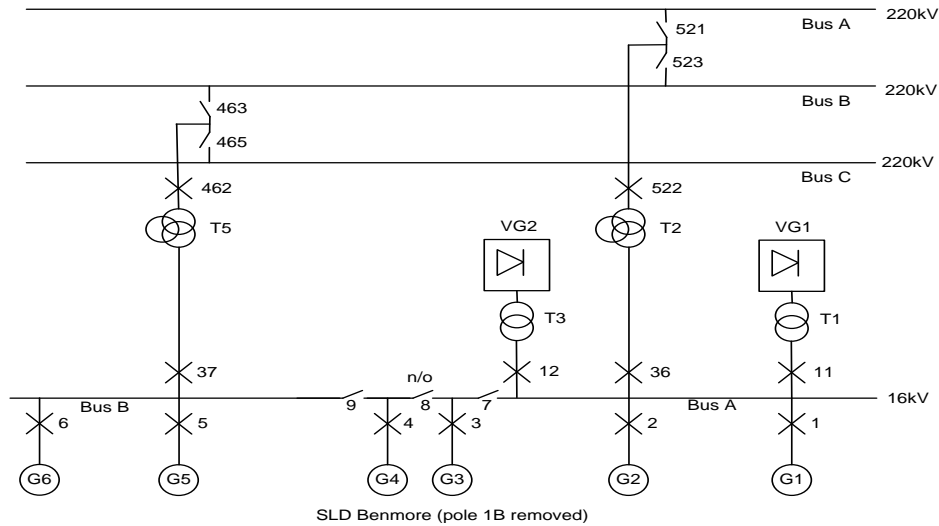 220kV
Bus A
521
523
220kV
Bus B
463
465
220kV
Bus C
462
522
T5
VG2
T2
VG1
T3
T1
37
n/o
12
36
11
Bus B
9
8
7
Bus A
16kV
6
5
4
3
2
1
G6
G5
G4
G3
G2
G1
SLD Benmore (pole 1B removed)